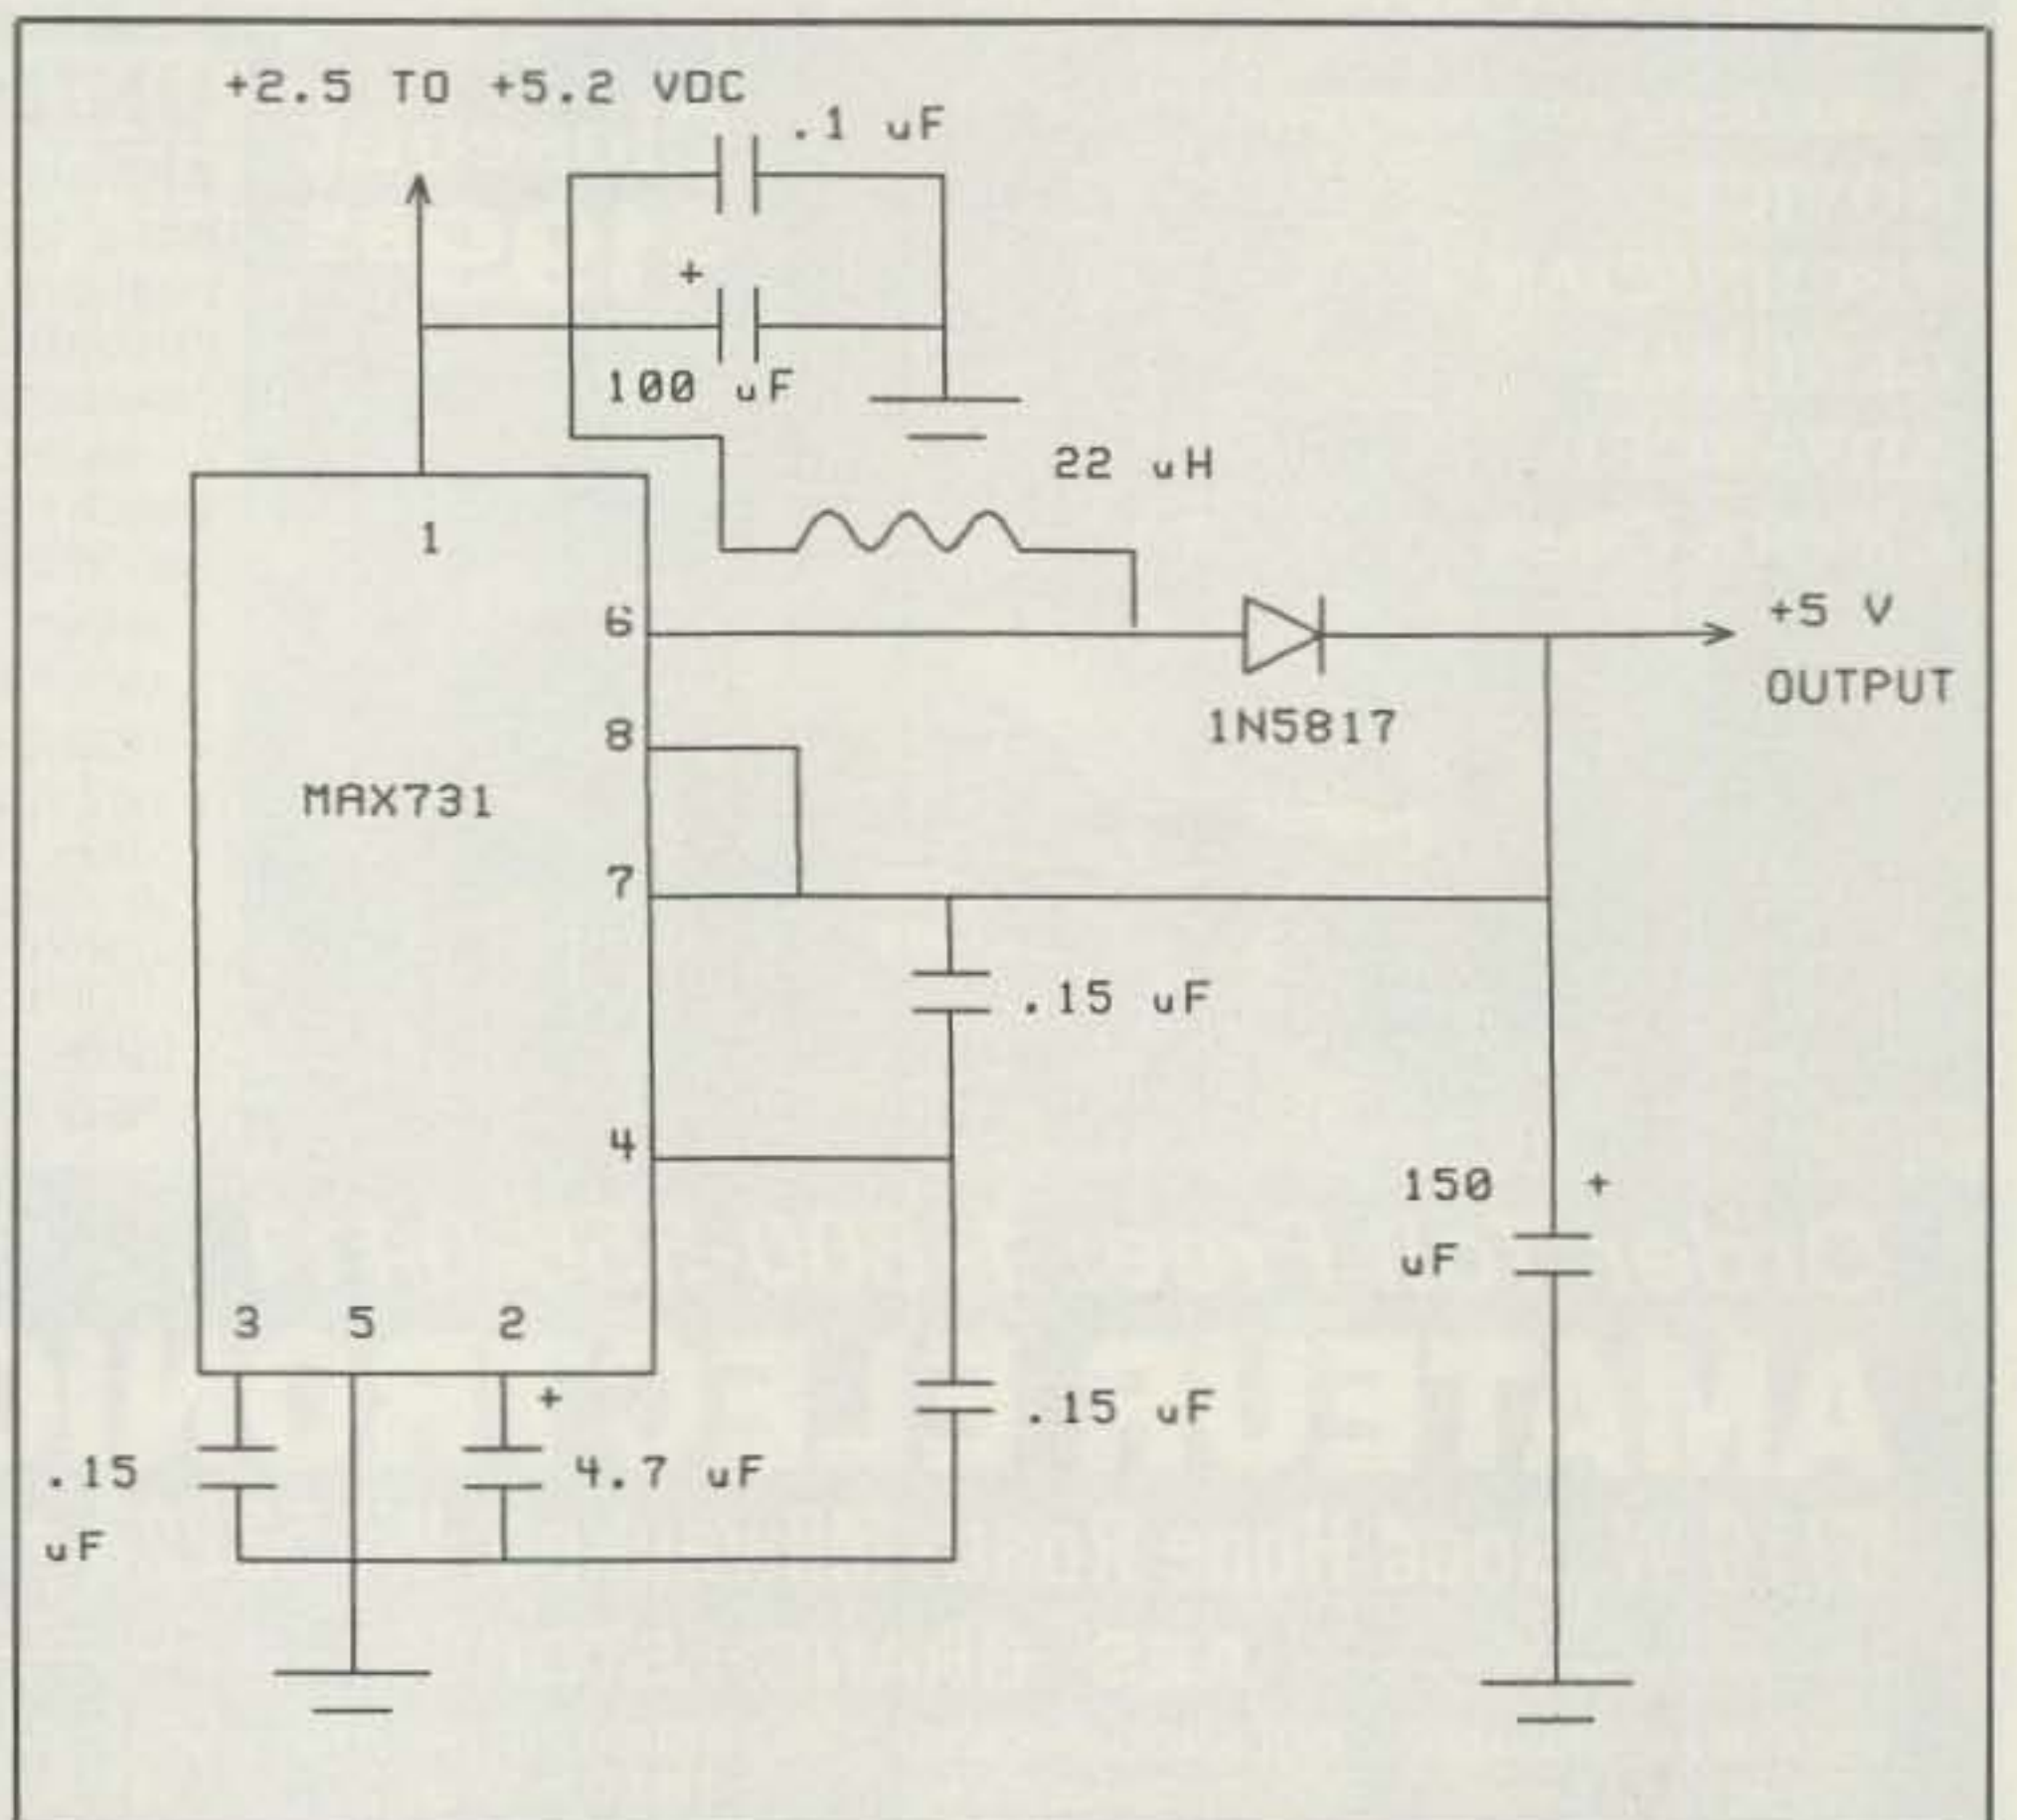 +2.5 TO +5.2 VDC
.1 uF
+
100 uF
22 uH
1
6
+5 V
OUTPUT
1N5817
8
MAX731
7
.15 uF
4
150
uF
+
3 5 2
+
.15
uF
4.7 uF
.15 uF